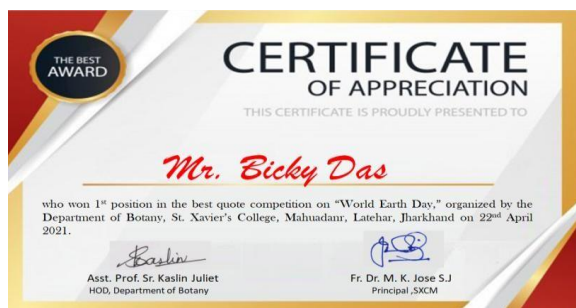 THE BEST
AWARD
CERTIFICATE
OF APPRECIATION
THIS CERTIFICATE IS PROUDLY PRESENTED TO
Mr. Bicky Das
who won 1st position in the best quote competition on “World Earth Day,” organized by the
Department of Botany, St. Xavier’s College, Mahuadanr, Latehar, Jharkhand on 22nd April
2021.
Kaslin
Asst. Prof. Sr. Kaslin Juliet
HOD, Department of Botany
Fr. Dr. M. K. Jose S.J
Principal ,SXCM